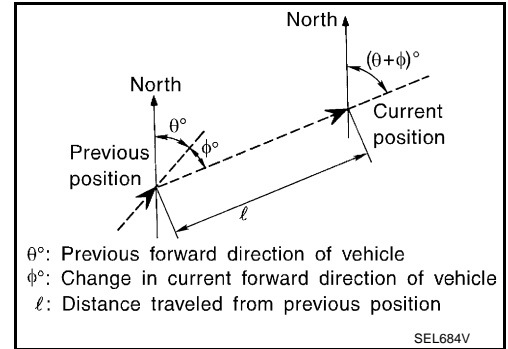 North
(θ+ϕ)°
North
θ°
ϕ°
Previous
position
Current
position
ℓ
θ°: Previous forward direction of vehicle
ϕ°: Change in current forward direction of vehicle
ℓ: Distance traveled from previous position
SEL684V